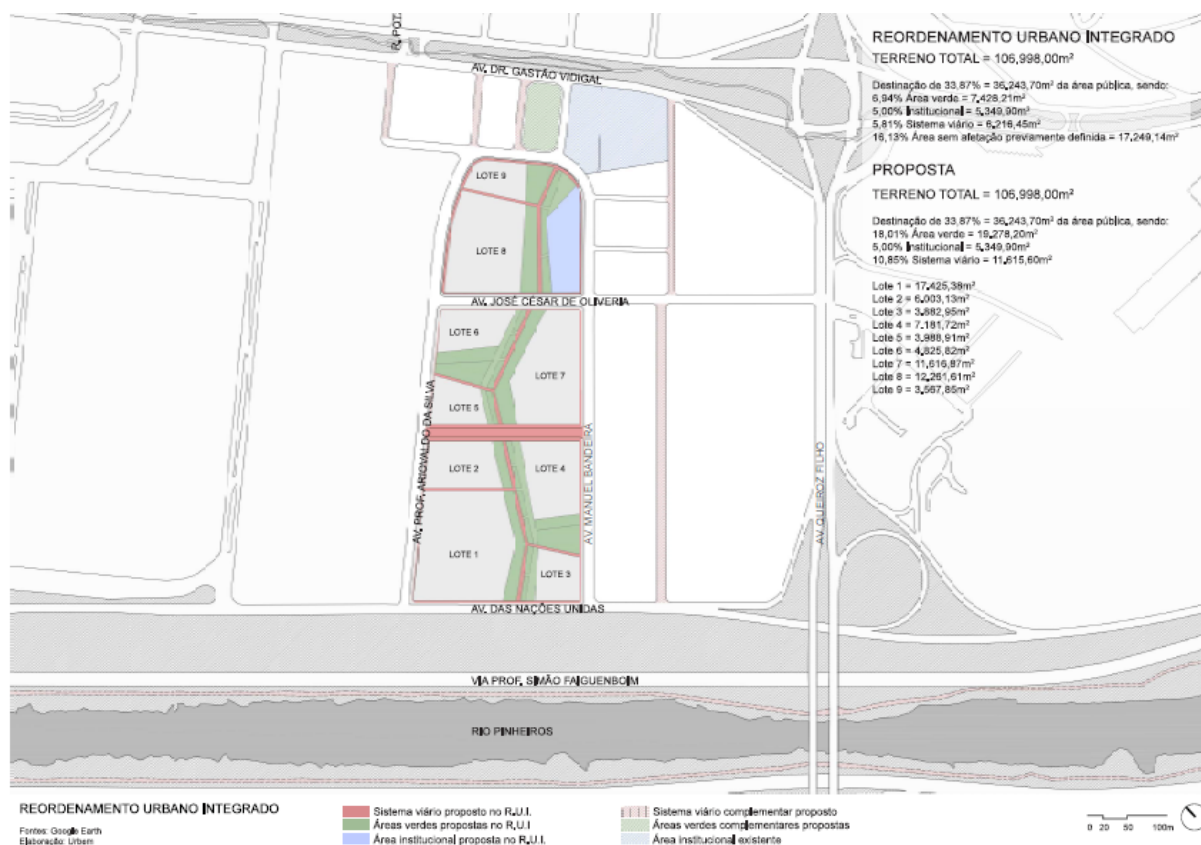 REORDENAMENTO URBANO INTEGRADO
TERRENO TOTAL = 106,998,00m²
Destinação de 33,87% = 36,243,70m² da área pública, sendo:
6,94% Área verde = 7,428,21m²
5,00% Institucional = 5,349,90m²
5,81% Sistema viário = 6,216,45m²
16,13% Área sem afetação previamente definida = 17,249,14m²
PROPOSTA
TERRENO TOTAL = 106,998,00m²
Destinação de 33,87% = 36,243,70m² da área pública, sendo:
18,01% Área verde = 19,278,20m²
5,00% Institucional = 5,349,90m²
10,85% Sistema viário = 11,615,60m²
Lote 1 = 17,425,38m²
Lote 2 = 6,003,13m²
Lote 3 = 3,882,95m²
Lote 4 = 7,181,72m²
Lote 5 = 3,988,91m²
Lote 6 = 4,825,82m²
Lote 7 = 11,616,87m²
Lote 8 = 12,261,61m²
Lote 9 = 3,567,85m²
AV. DR. GASTÃO VIDIGAL
LOTE 9
LOTE 8
AV. JOSÉ CÉSAR DE OLIVERIA
LOTE 6
LOTE 7
LOTE 5
AV. PROF. ARIOVALDO DA SILVA
AV. MANUEL BANDEIRA
AV. QUEIROZ FILHO
LOTE 2
LOTE 4
LOTE 1
LOTE 3
AV. DAS NAÇÕES UNIDAS
VIA PROF. SIMÃO FAIGUENBOIM
RIO PINHEIROS
REORDENAMENTO URBANO INTEGRADO
Fontes: Google Earth
Elaboração: Urbem
Sistema viário proposto no R.U.I.
Áreas verdes propostas no R.U.I
Área institucional proposta no R.U.I.
Sistema viário complementar proposto
Áreas verdes complementares propostas
Área institucional existente
0 20 50 100m